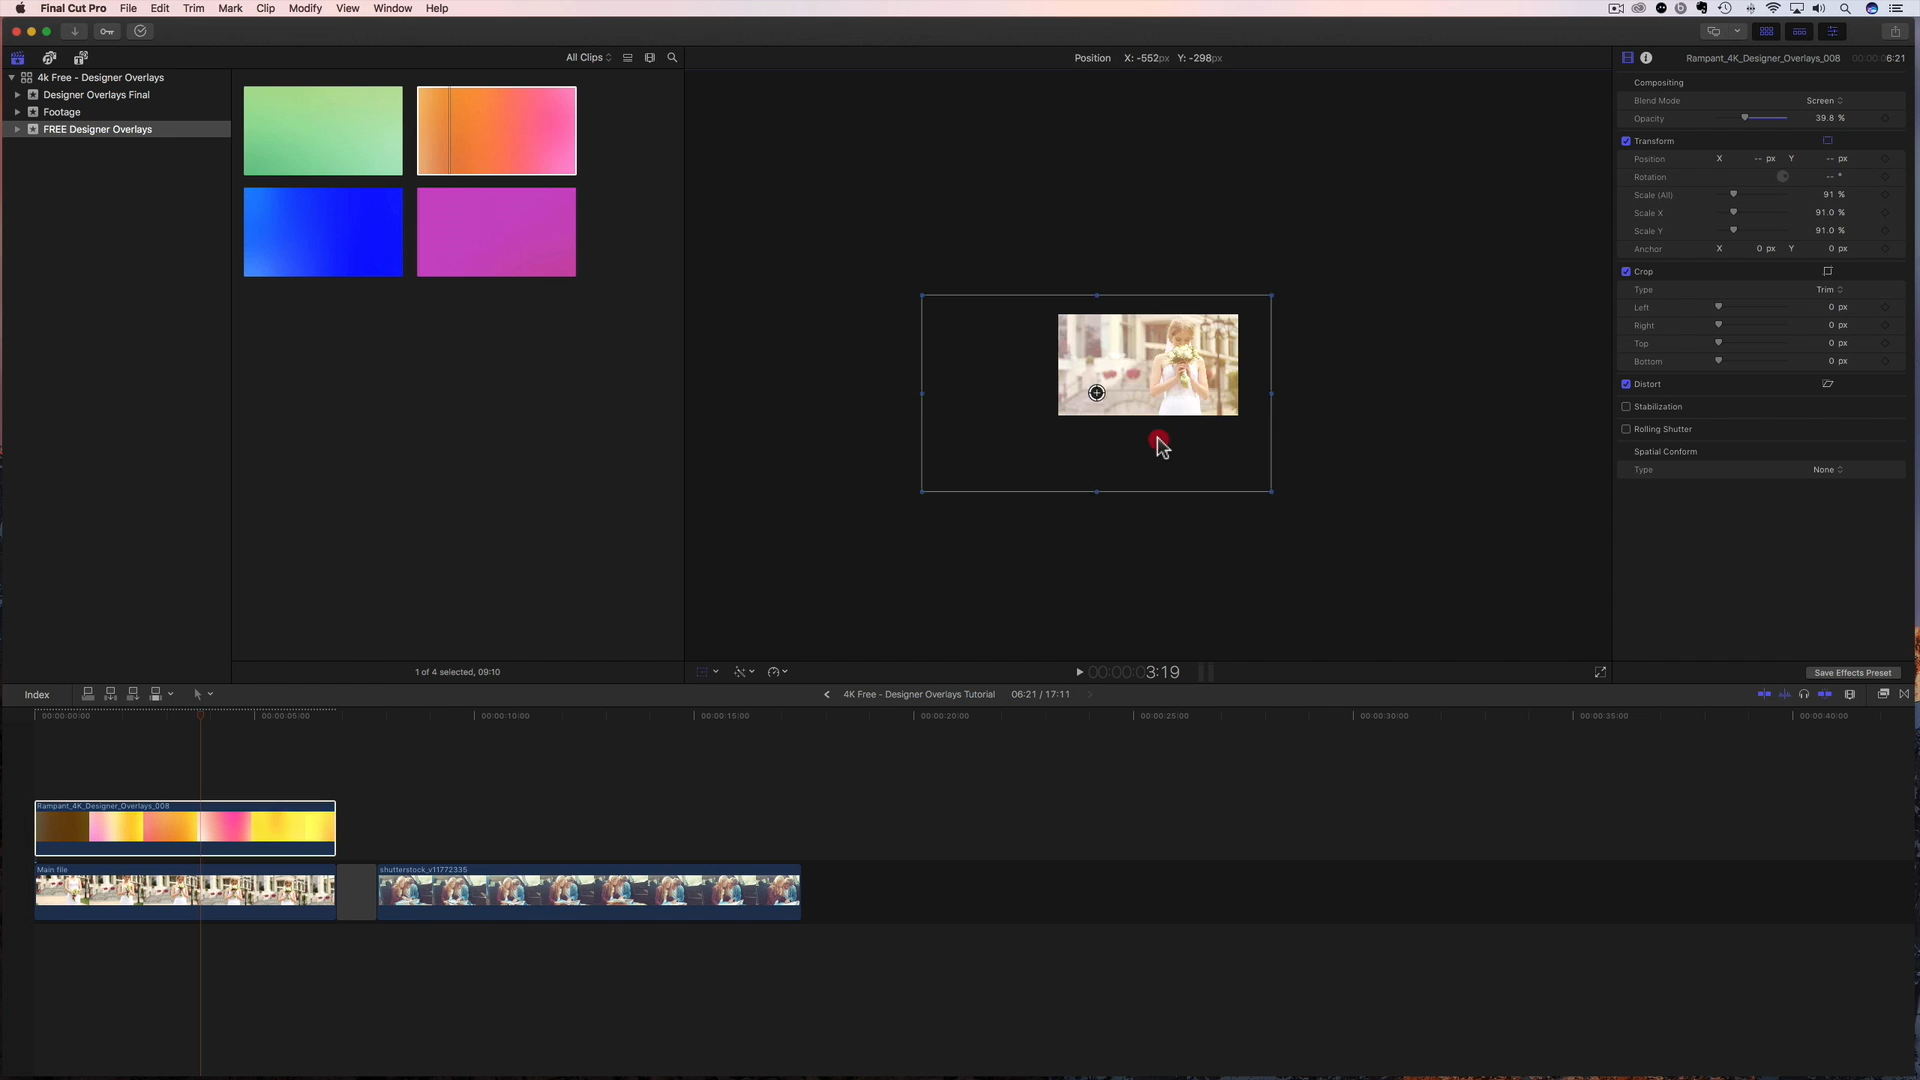 Final Cut Pro File Edit Trim Mark Clip Modify View Window Help
All Clips
Position X: -552px Y: -298px
Rampant_4K_Designer_Overlays_008 00:00:06:21
4k Free - Designer Overlays
Designer Overlays Final
Footage
FREE Designer Overlays
Compositing
Blend Mode Screen
Opacity 39.8 %
Transform
Position X -- px Y -- px
Rotation -- °
Scale (All) 91 %
Scale X 91.0 %
Scale Y 91.0 %
Anchor X 0 px Y 0 px
Crop
Type Trim
Left 0 px
Right 0 px
Top 0 px
Bottom 0 px
Distort
Stabilization
Rolling Shutter
Spatial Conform
Type None
1 of 4 selected, 09:10
00:00:03:19
Save Effects Preset
Index
4K Free - Designer Overlays Tutorial 06:21 / 17:11
00:00:00:00 00:00:05:00 00:00:10:00 00:00:15:00 00:00:20:00 00:00:25:00 00:00:30:00 00:00:35:00 00:00:40:00
Rampant_4K_Designer_Overlays_008
Main file
shutterstock_v11772335